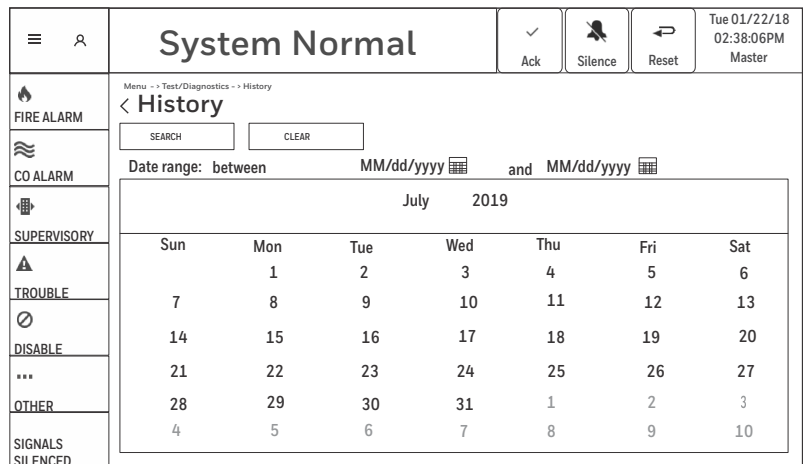 System Normal
Ack
Silence
Reset
Tue 01/22/18
02:38:06PM
Master
FIRE ALARM
CO ALARM
SUPERVISORY
TROUBLE
DISABLE
OTHER
SIGNALS
SILENCED
Menu -> Test/Diagnostics -> History
< History
SEARCH CLEAR
Date range: between MM/dd/yyyy and MM/dd/yyyy
July 2019
Sun Mon Tue Wed Thu Fri Sat
1 2 3 4 5 6
7 8 9 10 11 12 13
14 15 16 17 18 19 20
21 22 23 24 25 26 27
28 29 30 31 1 2 3
4 5 6 7 8 9 10